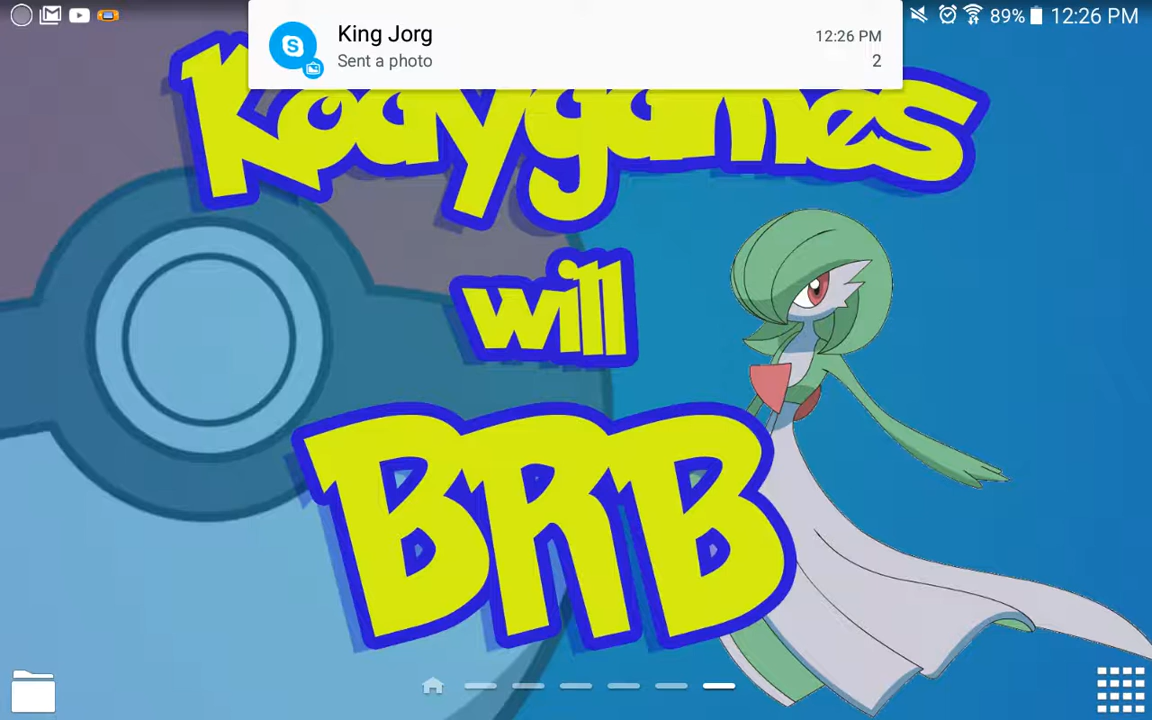 King Jorg
12:26 PM
Sent a photo
2
89%
12:26 PM
Kodygames
will
BRB